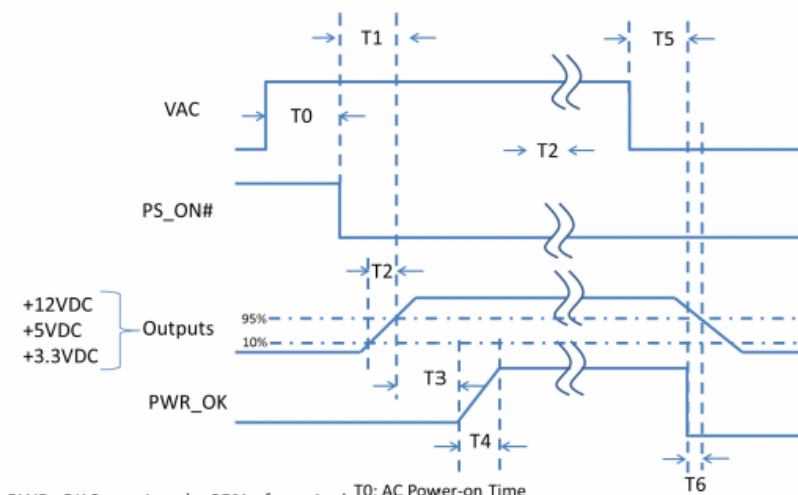 T1
T5
VAC
T0
T2
PS_ON#
T2
+12VDC
+5VDC
+3.3VDC
Outputs
95%
10%
T3
PWR_OK
T4
T6
T0: AC Power-on Time